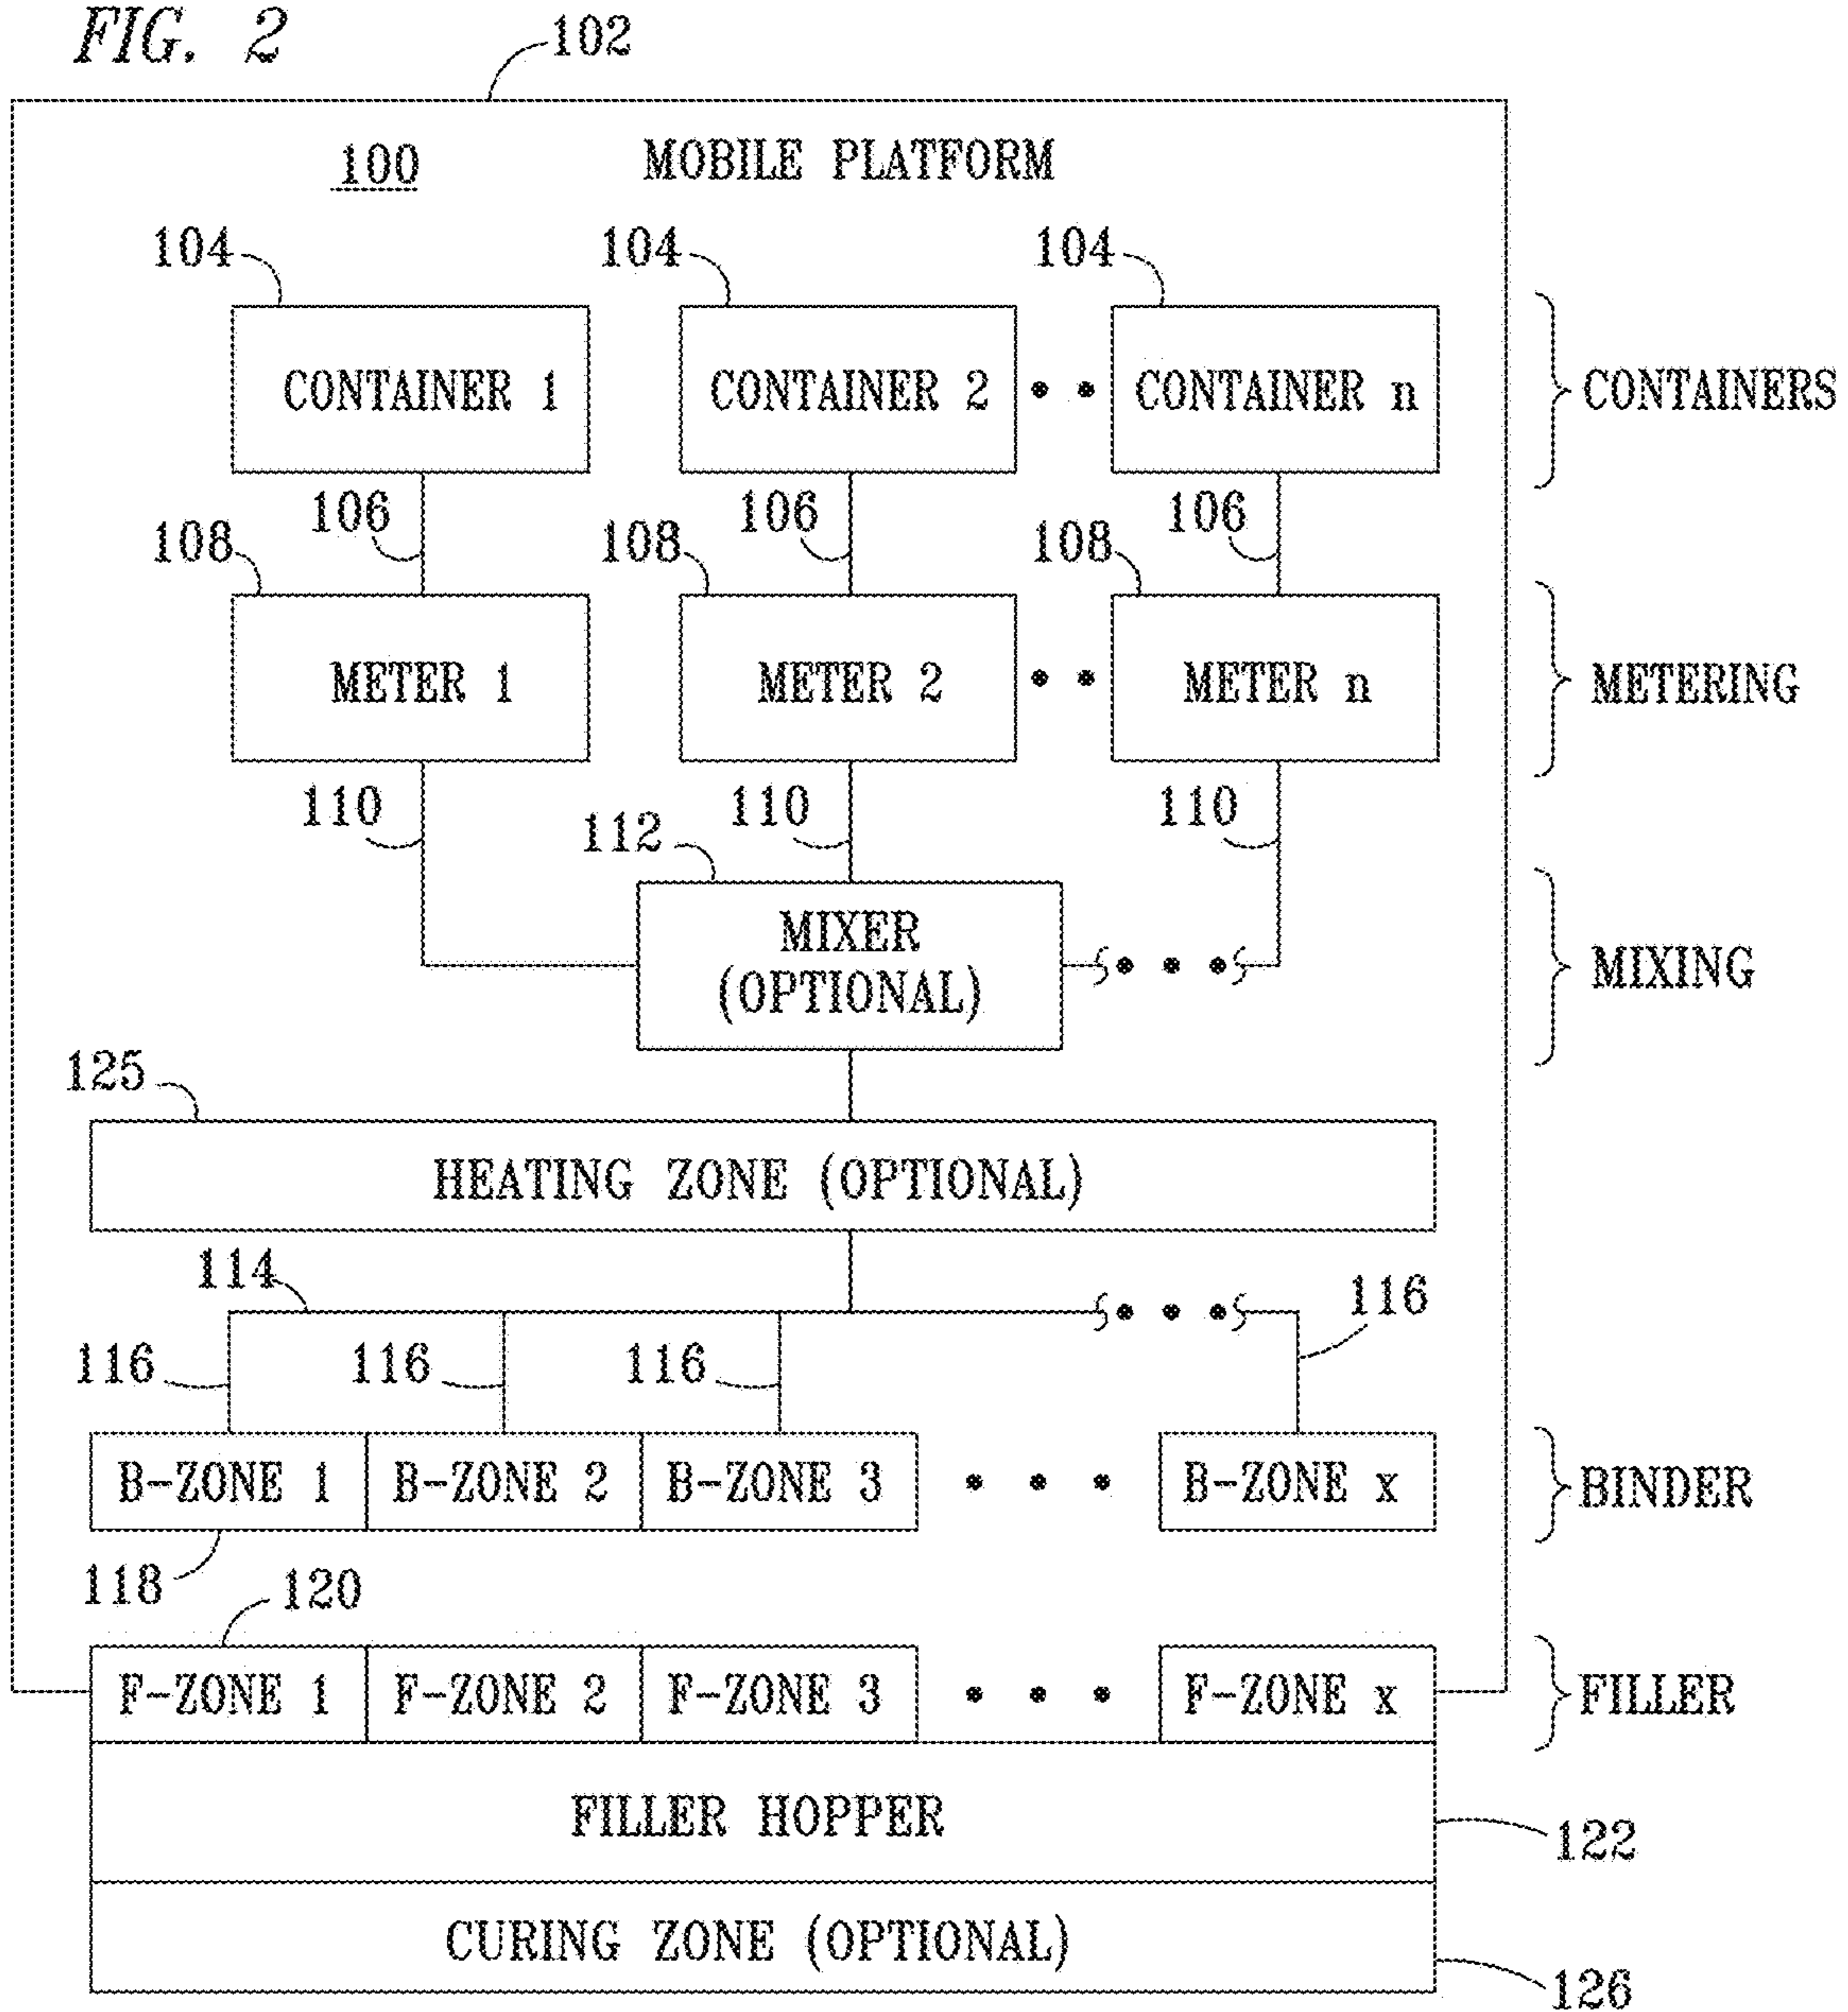 FIG. 2
102
100 MOBILE PLATFORM
104 104 104
CONTAINER 1 CONTAINER 2 • • CONTAINER n CONTAINERS
106 106 106
108 108 108
METER 1 METER 2 • • METER n METERING
110 110 110
112
MIXER
(OPTIONAL) • • • MIXING
125
HEATING ZONE (OPTIONAL)
114 • • • 116
116 116 116
B-ZONE 1 B-ZONE 2 B-ZONE 3 • • • B-ZONE x BINDER
118
120
F-ZONE 1 F-ZONE 2 F-ZONE 3 • • • F-ZONE x FILLER
FILLER HOPPER
122
CURING ZONE (OPTIONAL)
126